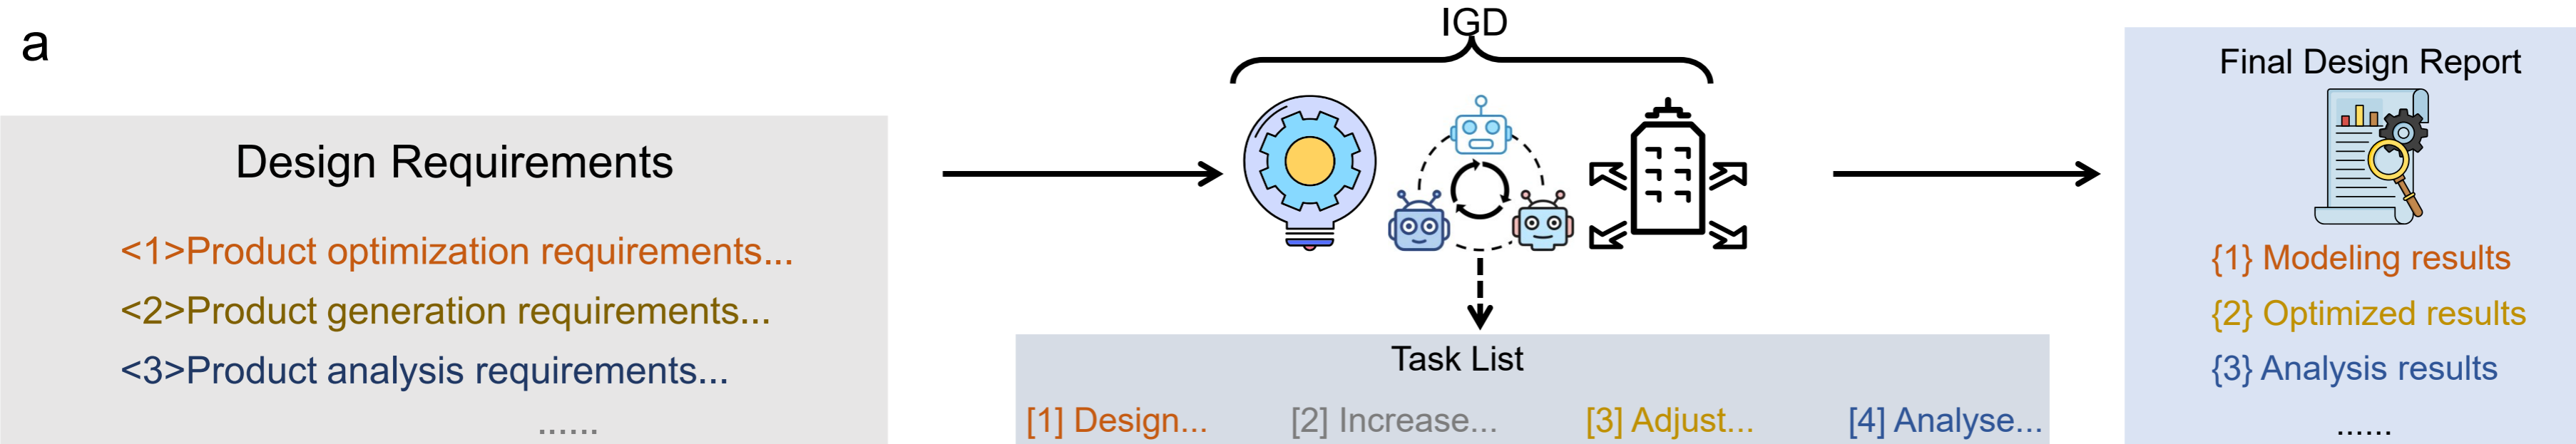 a
Design Requirements
<1>Product optimization requirements...
<2>Product generation requirements...
<3>Product analysis requirements...
......
IGD
Task List
[1] Design... [2] Increase... [3] Adjust... [4] Analyse...
Final Design Report
{1} Modeling results
{2} Optimized results
{3} Analysis results
......